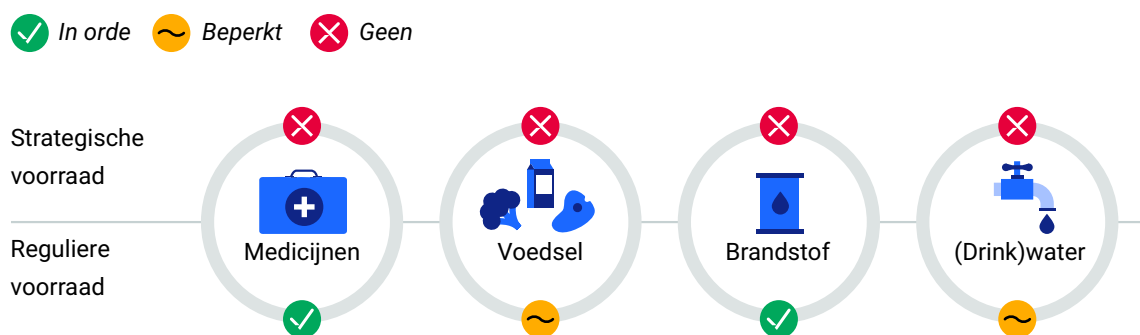 In orde Beperkt Geen
Strategische
voorraad
Reguliere
voorraad
Medicijnen Voedsel Brandstof (Drink)water